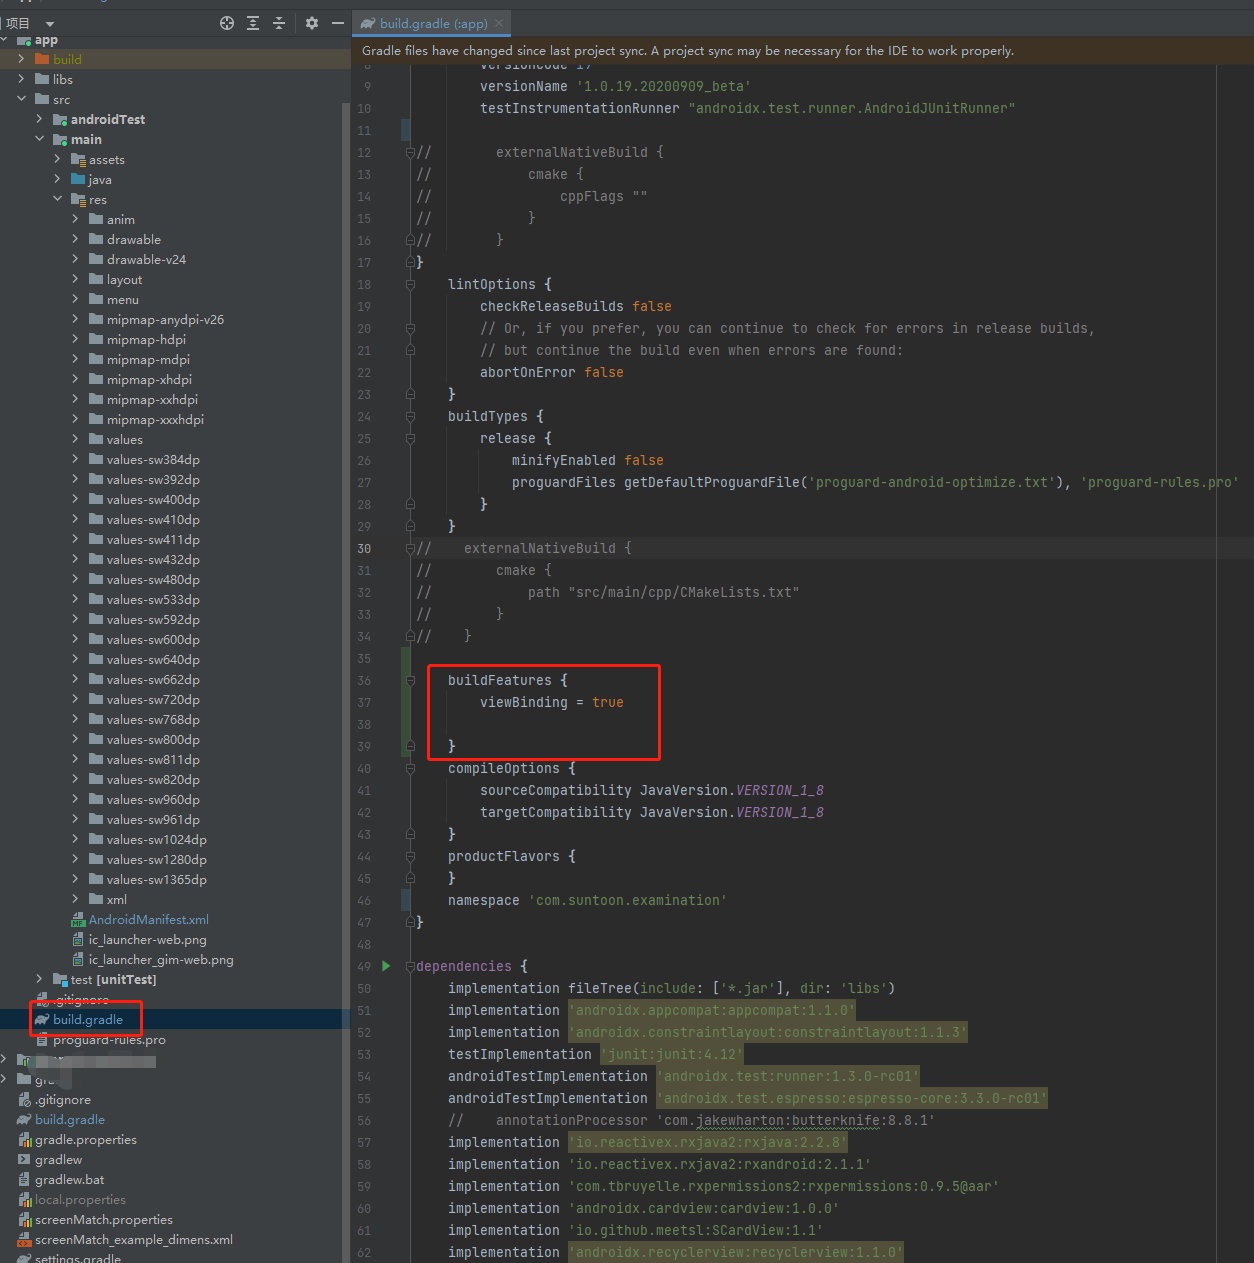 项目
app
build
libs
src
androidTest
main
assets
java
res
anim
drawable
drawable-v24
layout
menu
mipmap-anydpi-v26
mipmap-hdpi
mipmap-mdpi
mipmap-xhdpi
mipmap-xxhdpi
mipmap-xxxhdpi
values
values-sw384dp
values-sw392dp
values-sw400dp
values-sw410dp
values-sw411dp
values-sw432dp
values-sw480dp
values-sw533dp
values-sw592dp
values-sw600dp
values-sw640dp
values-sw662dp
values-sw720dp
values-sw768dp
values-sw800dp
values-sw811dp
values-sw820dp
values-sw960dp
values-sw961dp
values-sw1024dp
values-sw1280dp
values-sw1365dp
xml
AndroidManifest.xml
ic_launcher-web.png
ic_launcher_gim-web.png
test [unitTest]
.gitignore
build.gradle
proguard-rules.pro
.gitignore
build.gradle
gradle.properties
gradlew
gradlew.bat
local.properties
screenMatch.properties
screenMatch_example_dimens.xml
settings.gradle
build.gradle (:app)
Gradle files have changed since last project sync. A project sync may be necessary for the IDE to work properly.
8 versionCode 19
9 versionName '1.0.19.20200909_beta'
10 testInstrumentationRunner "androidx.test.runner.AndroidJUnitRunner"
11
12 // externalNativeBuild {
13 // cmake {
14 // cppFlags ""
15 // }
16 // }
17 }
18 lintOptions {
19 checkReleaseBuilds false
20 // Or, if you prefer, you can continue to check for errors in release builds,
21 // but continue the build even when errors are found:
22 abortOnError false
23 }
24 buildTypes {
25 release {
26 minifyEnabled false
27 proguardFiles getDefaultProguardFile('proguard-android-optimize.txt'), 'proguard-rules.pro'
28 }
29 }
30 // externalNativeBuild {
31 // cmake {
32 // path "src/main/cpp/CMakeLists.txt"
33 // }
34 // }
35
36 buildFeatures {
37 viewBinding = true
38
39 }
40 compileOptions {
41 sourceCompatibility JavaVersion.VERSION_1_8
42 targetCompatibility JavaVersion.VERSION_1_8
43 }
44 productFlavors {
45 }
46 namespace 'com.suntoon.examination'
47 }
48
49 dependencies {
50 implementation fileTree(include: ['*.jar'], dir: 'libs')
51 implementation 'androidx.appcompat:appcompat:1.1.0'
52 implementation 'androidx.constraintlayout:constraintlayout:1.1.3'
53 testImplementation 'junit:junit:4.12'
54 androidTestImplementation 'androidx.test:runner:1.3.0-rc01'
55 androidTestImplementation 'androidx.test.espresso:espresso-core:3.3.0-rc01'
56 // annotationProcessor 'com.jakewharton:butterknife:8.8.1'
57 implementation 'io.reactivex.rxjava2:rxjava:2.2.8'
58 implementation 'io.reactivex.rxjava2:rxandroid:2.1.1'
59 implementation 'com.tbruyelle.rxpermissions2:rxpermissions:0.9.5@aar'
60 implementation 'androidx.cardview:cardview:1.0.0'
61 implementation 'io.github.meetsl:SCardView:1.1'
62 implementation 'androidx.recyclerview:recyclerview:1.1.0'